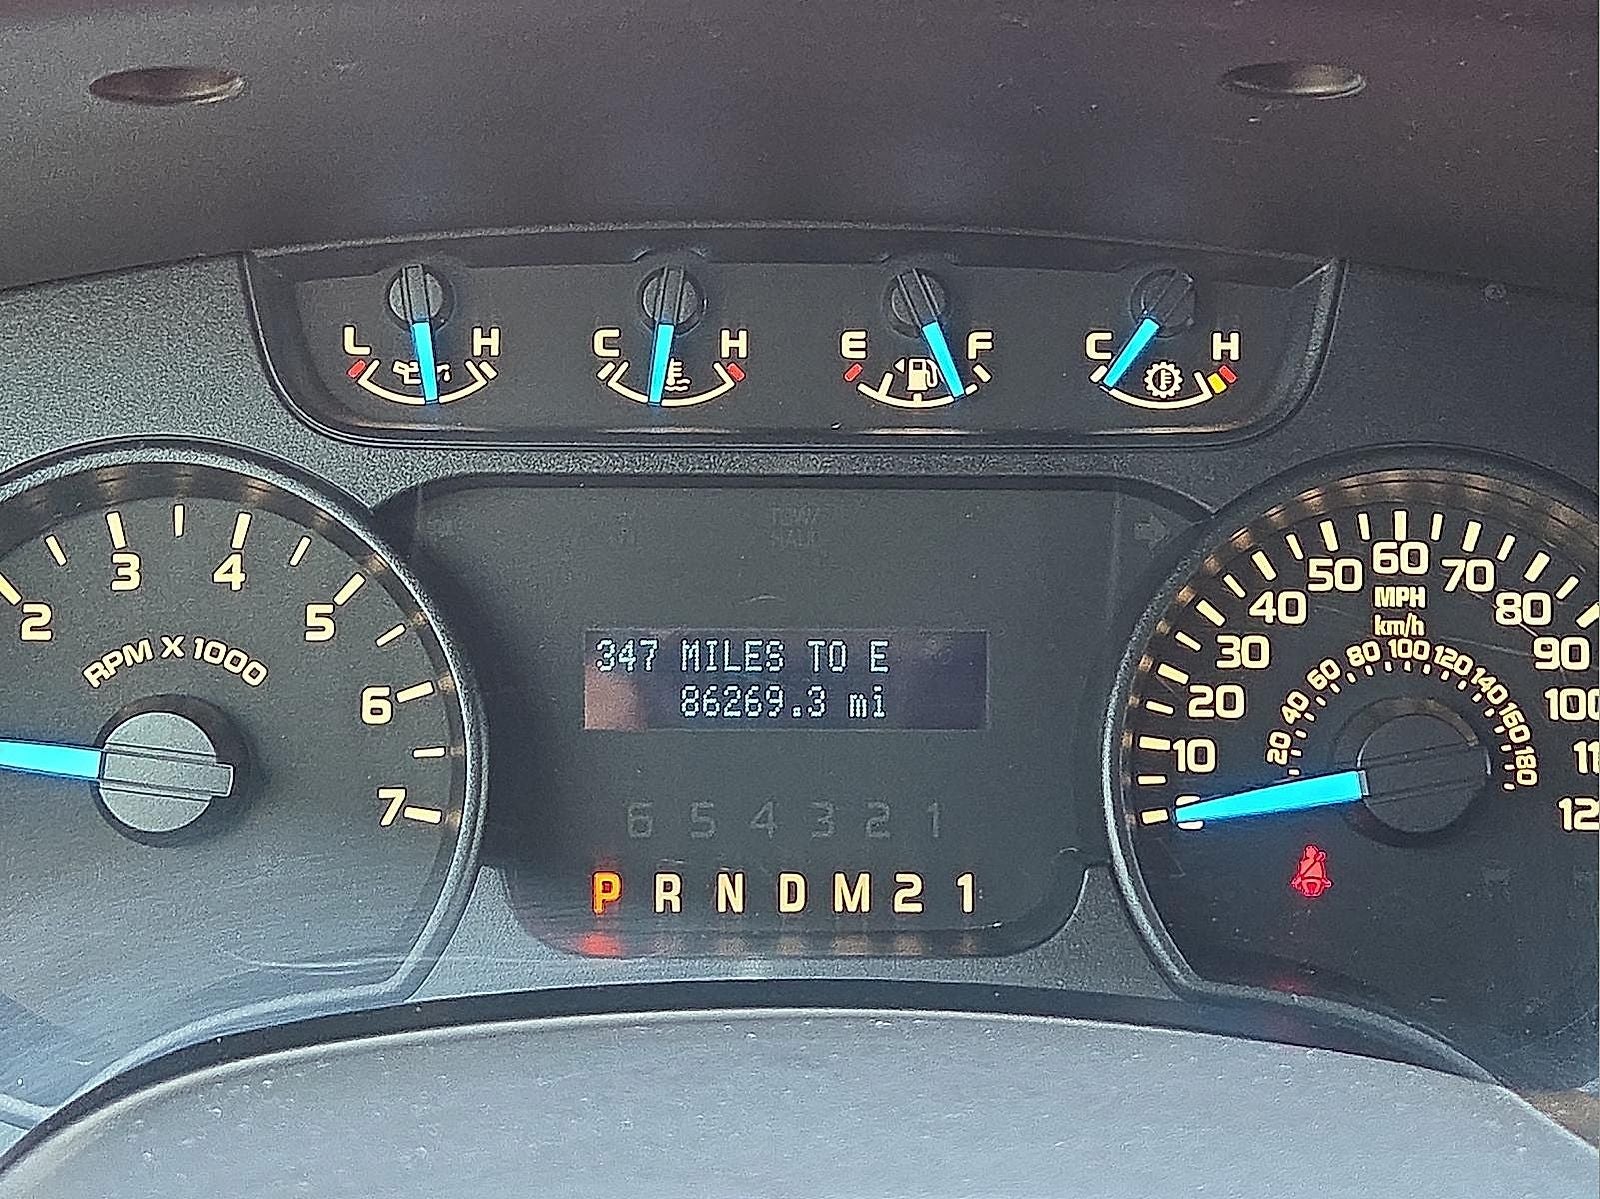 L H
C H
E F
C H
2 3 4 5 6 7
RPM X 1000
347 MILES TO E
86269.3 mi
6 5 4 3 2 1
P R N D M 2 1
10 20 30 40 50 60 70 80 90 100
MPH
km/h
20 40 60 80 100 120 140 160 180